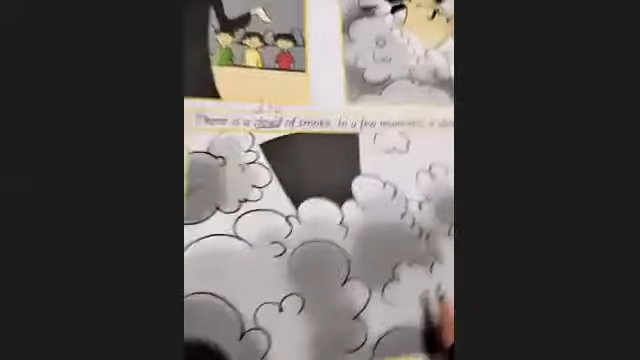 There is a cloud of smoke. In a few moments, a